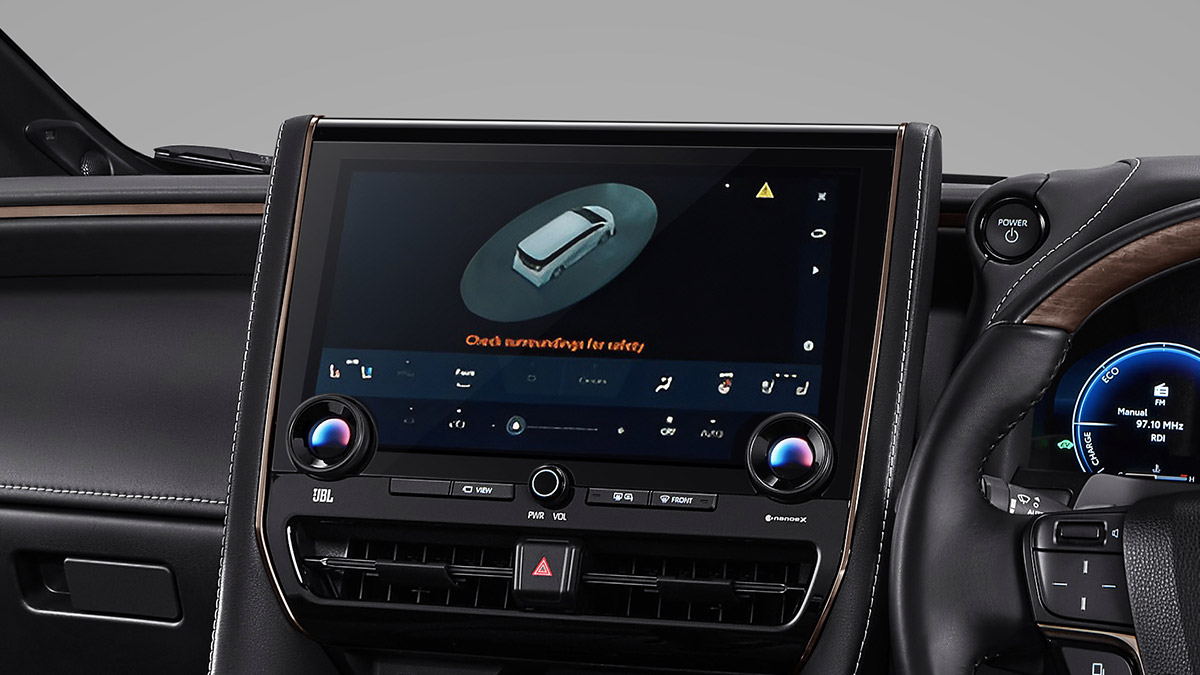 POWER
Check surroundings for safety
ECO
FM
Manual
97.10 MHz
RDI
CHARGE
H
JBL
VIEW
FRONT
PWR VOL
nanoeX
AUTO